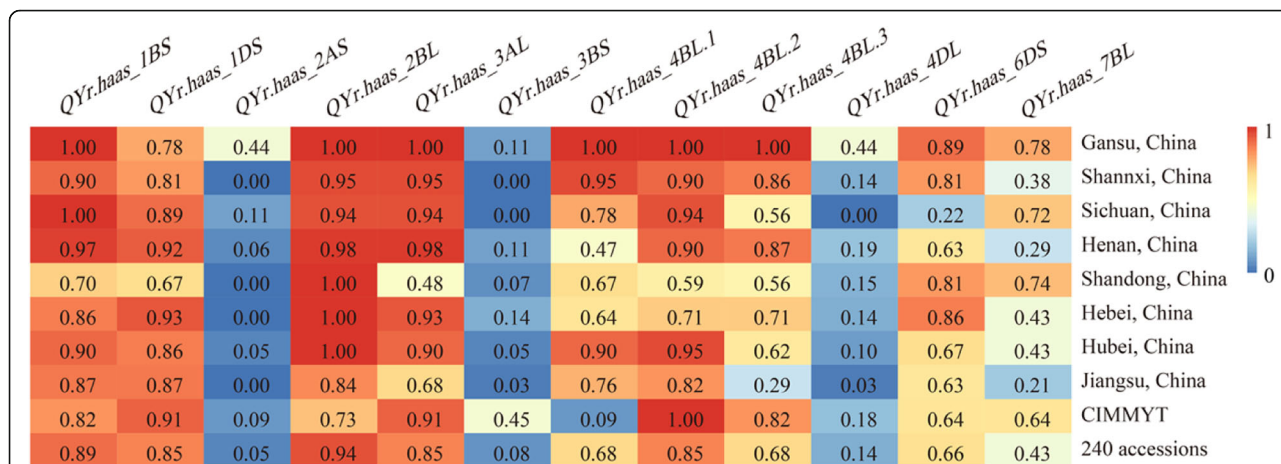 QYr.haas_1BS QYr.haas_1DS QYr.haas_2AS QYr.haas_2BL QYr.haas_3AL QYr.haas_3BS QYr.haas_4BL.1 QYr.haas_4BL.2 QYr.haas_4BL.3 QYr.haas_4DL QYr.haas_6DS QYr.haas_7BL
1.00 0.78 0.44 1.00 1.00 0.11 1.00 1.00 1.00 0.44 0.89 0.78 Gansu, China 1
0.90 0.81 0.00 0.95 0.95 0.00 0.95 0.90 0.86 0.14 0.81 0.38 Shannxi, China
1.00 0.89 0.11 0.94 0.94 0.00 0.78 0.94 0.56 0.00 0.22 0.72 Sichuan, China
0.97 0.92 0.06 0.98 0.98 0.11 0.47 0.90 0.87 0.19 0.63 0.29 Henan, China
0.70 0.67 0.00 1.00 0.48 0.07 0.67 0.59 0.56 0.15 0.81 0.74 Shandong, China 0
0.86 0.93 0.00 1.00 0.93 0.14 0.64 0.71 0.71 0.14 0.86 0.43 Hebei, China
0.90 0.86 0.05 1.00 0.90 0.05 0.90 0.95 0.62 0.10 0.67 0.43 Hubei, China
0.87 0.87 0.00 0.84 0.68 0.03 0.76 0.82 0.29 0.03 0.63 0.21 Jiangsu, China
0.82 0.91 0.09 0.73 0.91 0.45 0.09 1.00 0.82 0.18 0.64 0.64 CIMMYT
0.89 0.85 0.05 0.94 0.85 0.08 0.68 0.85 0.68 0.14 0.66 0.43 240 accessions